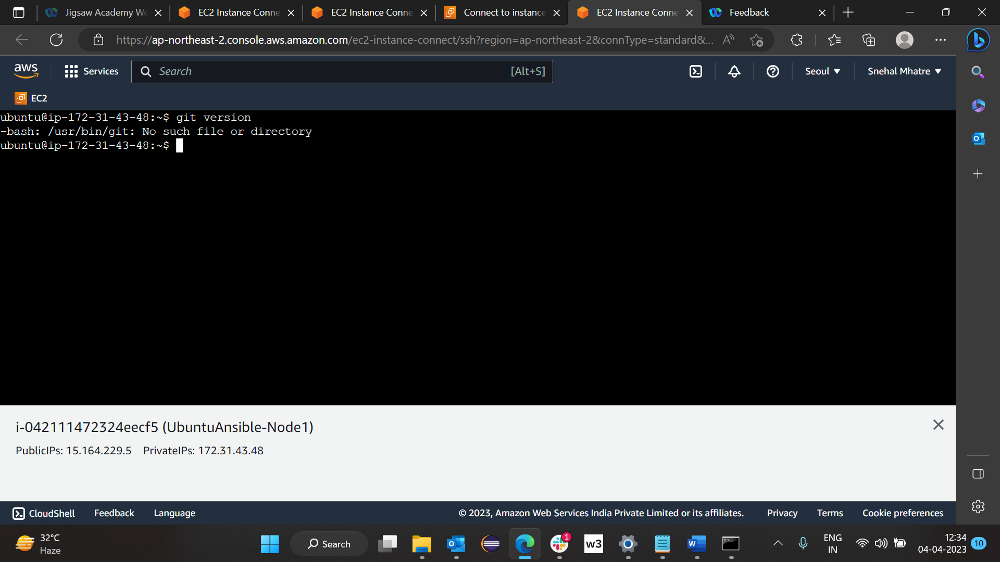 Jigsaw Academy We
EC2 Instance Conne
EC2 Instance Conne
Connect to instance
EC2 Instance Conne
Feedback
https://ap-northeast-2.console.aws.amazon.com/ec2-instance-connect/ssh?region=ap-northeast-2&connType=standard&...
aws
Services
Search
[Alt+S]
Seoul
Snehal Mhatre
EC2
ubuntu@ip-172-31-43-48:~$ git version
-bash: /usr/bin/git: No such file or directory
ubuntu@ip-172-31-43-48:~$
i-042111472324eecf5 (UbuntuAnsible-Node1)
PublicIPs: 15.164.229.5 PrivateIPs: 172.31.43.48
CloudShell
Feedback
Language
© 2023, Amazon Web Services India Private Limited or its affiliates.
Privacy
Terms
Cookie preferences
32°C
Haze
Search
1
w3
ENG
IN
12:34
04-04-2023
10